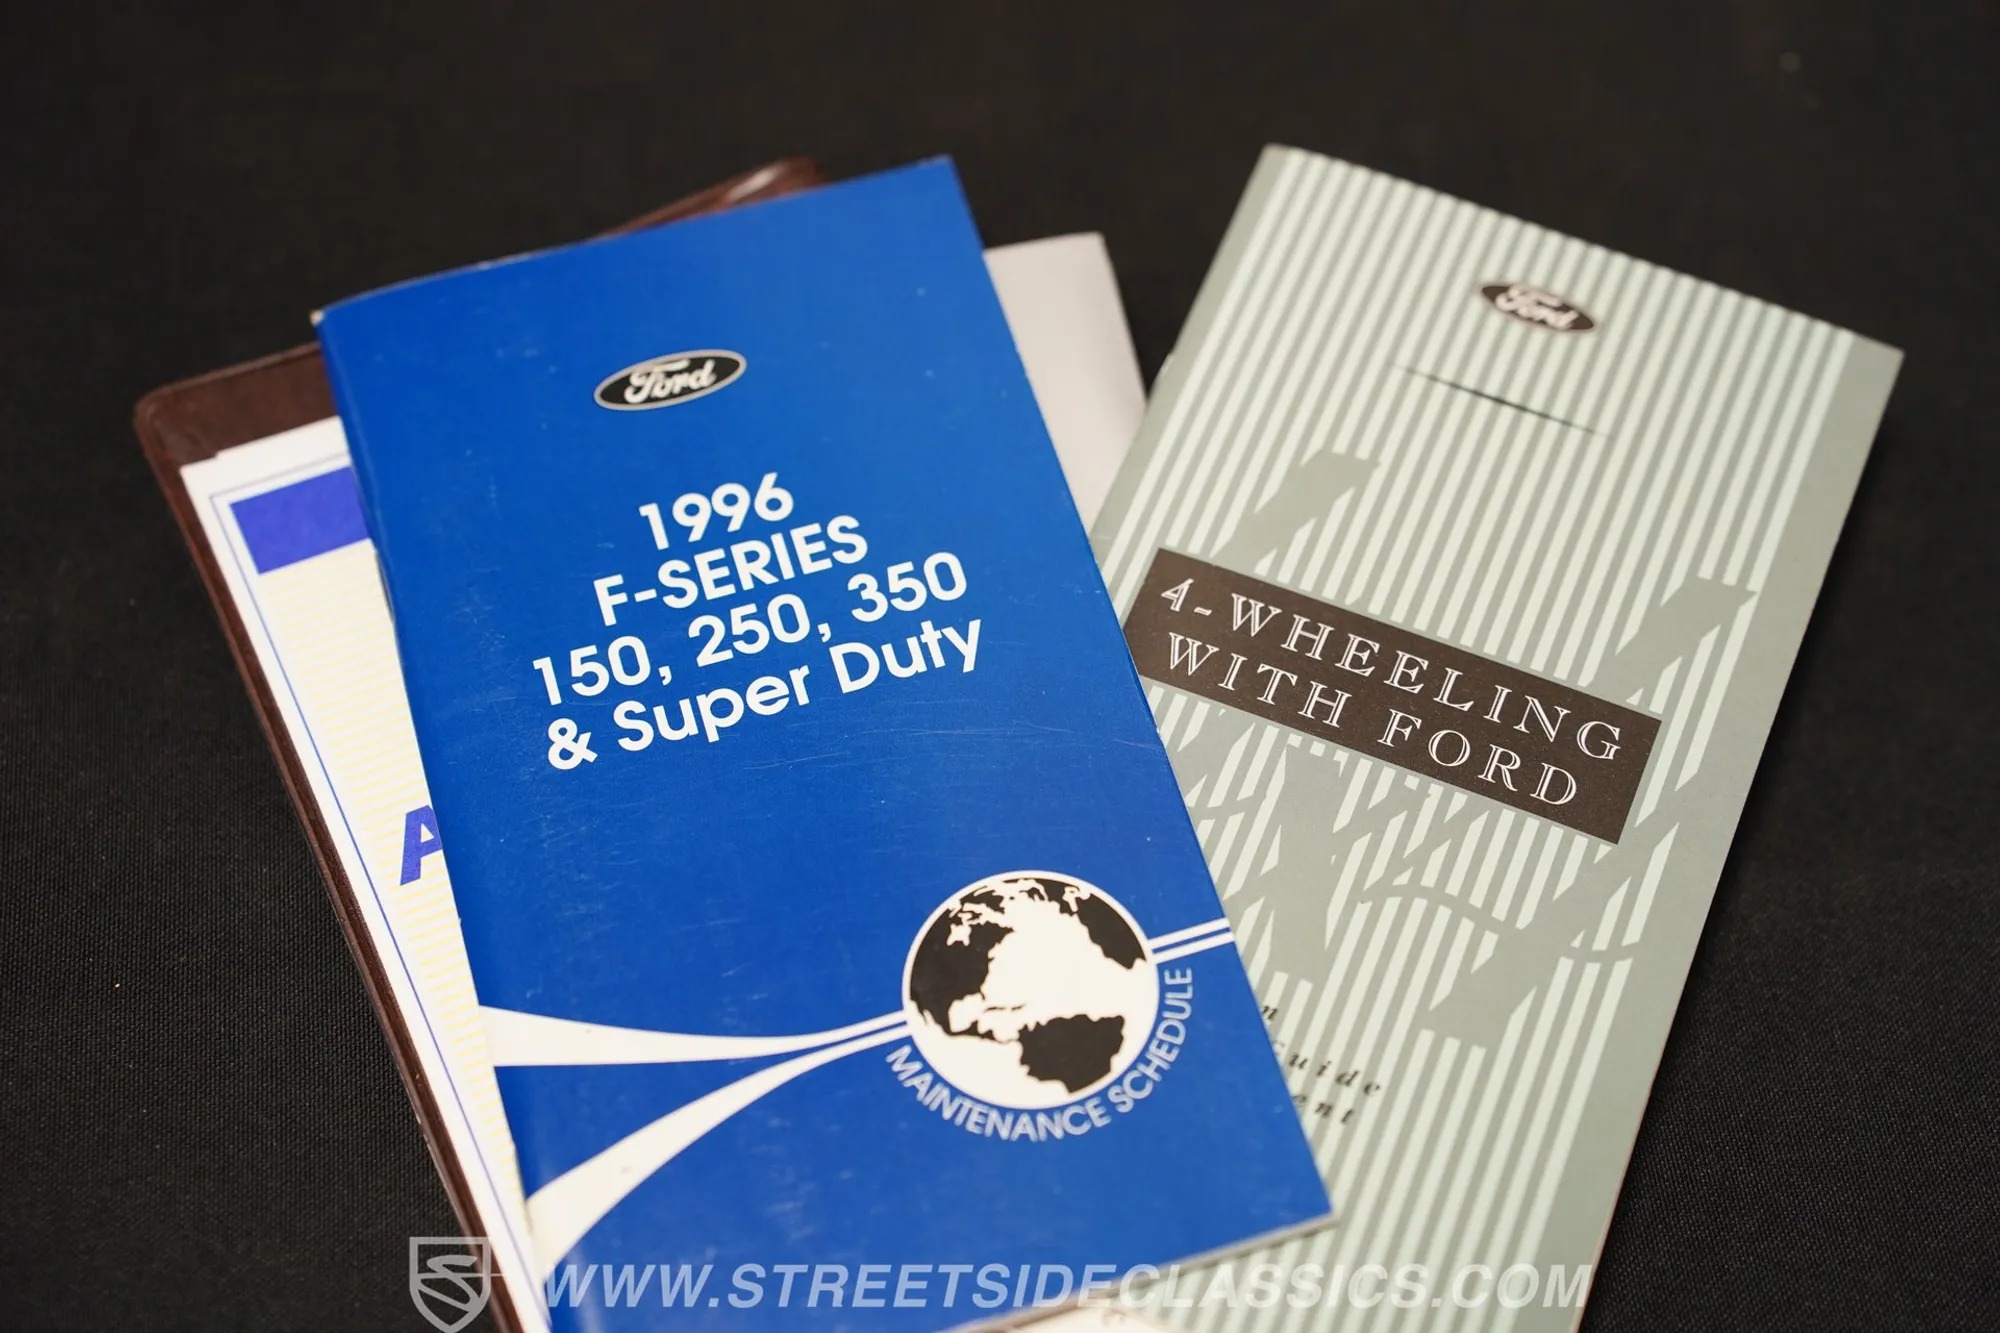 Ford
1996
F-SERIES
150, 250, 350
& Super Duty
MAINTENANCE SCHEDULE
Ford
4-WHEELING
WITH FORD
A
WWW.STREETSIDECLASSICS.COM